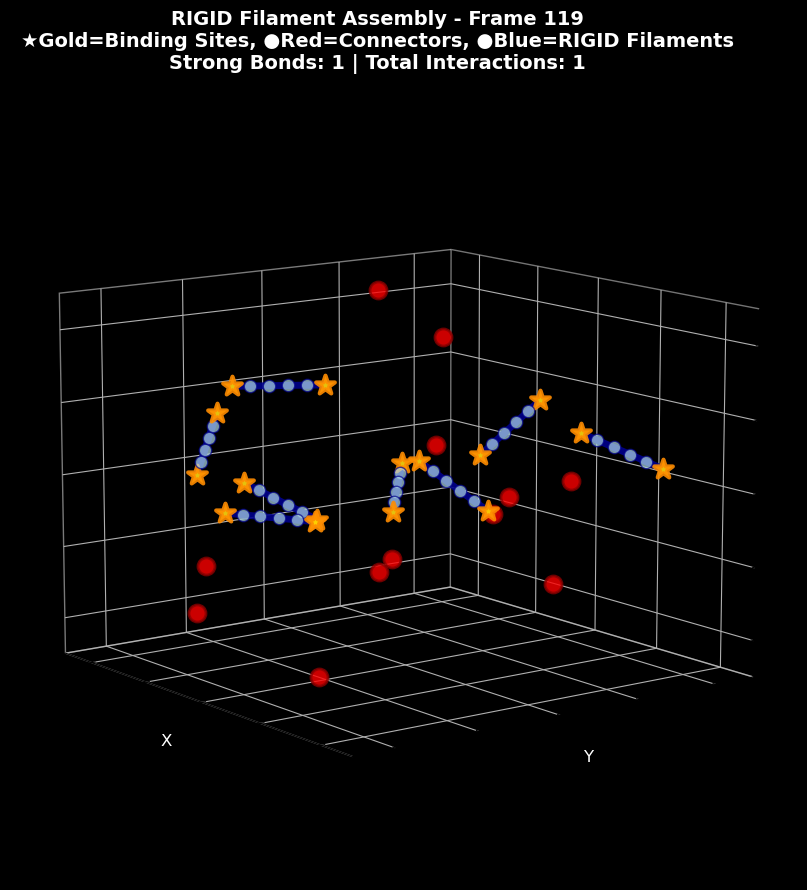 RIGID Filament Assembly - Frame 119
★Gold=Binding Sites, ●Red=Connectors, ●Blue=RIGID Filaments
Strong Bonds: 1 | Total Interactions: 1
X
Y